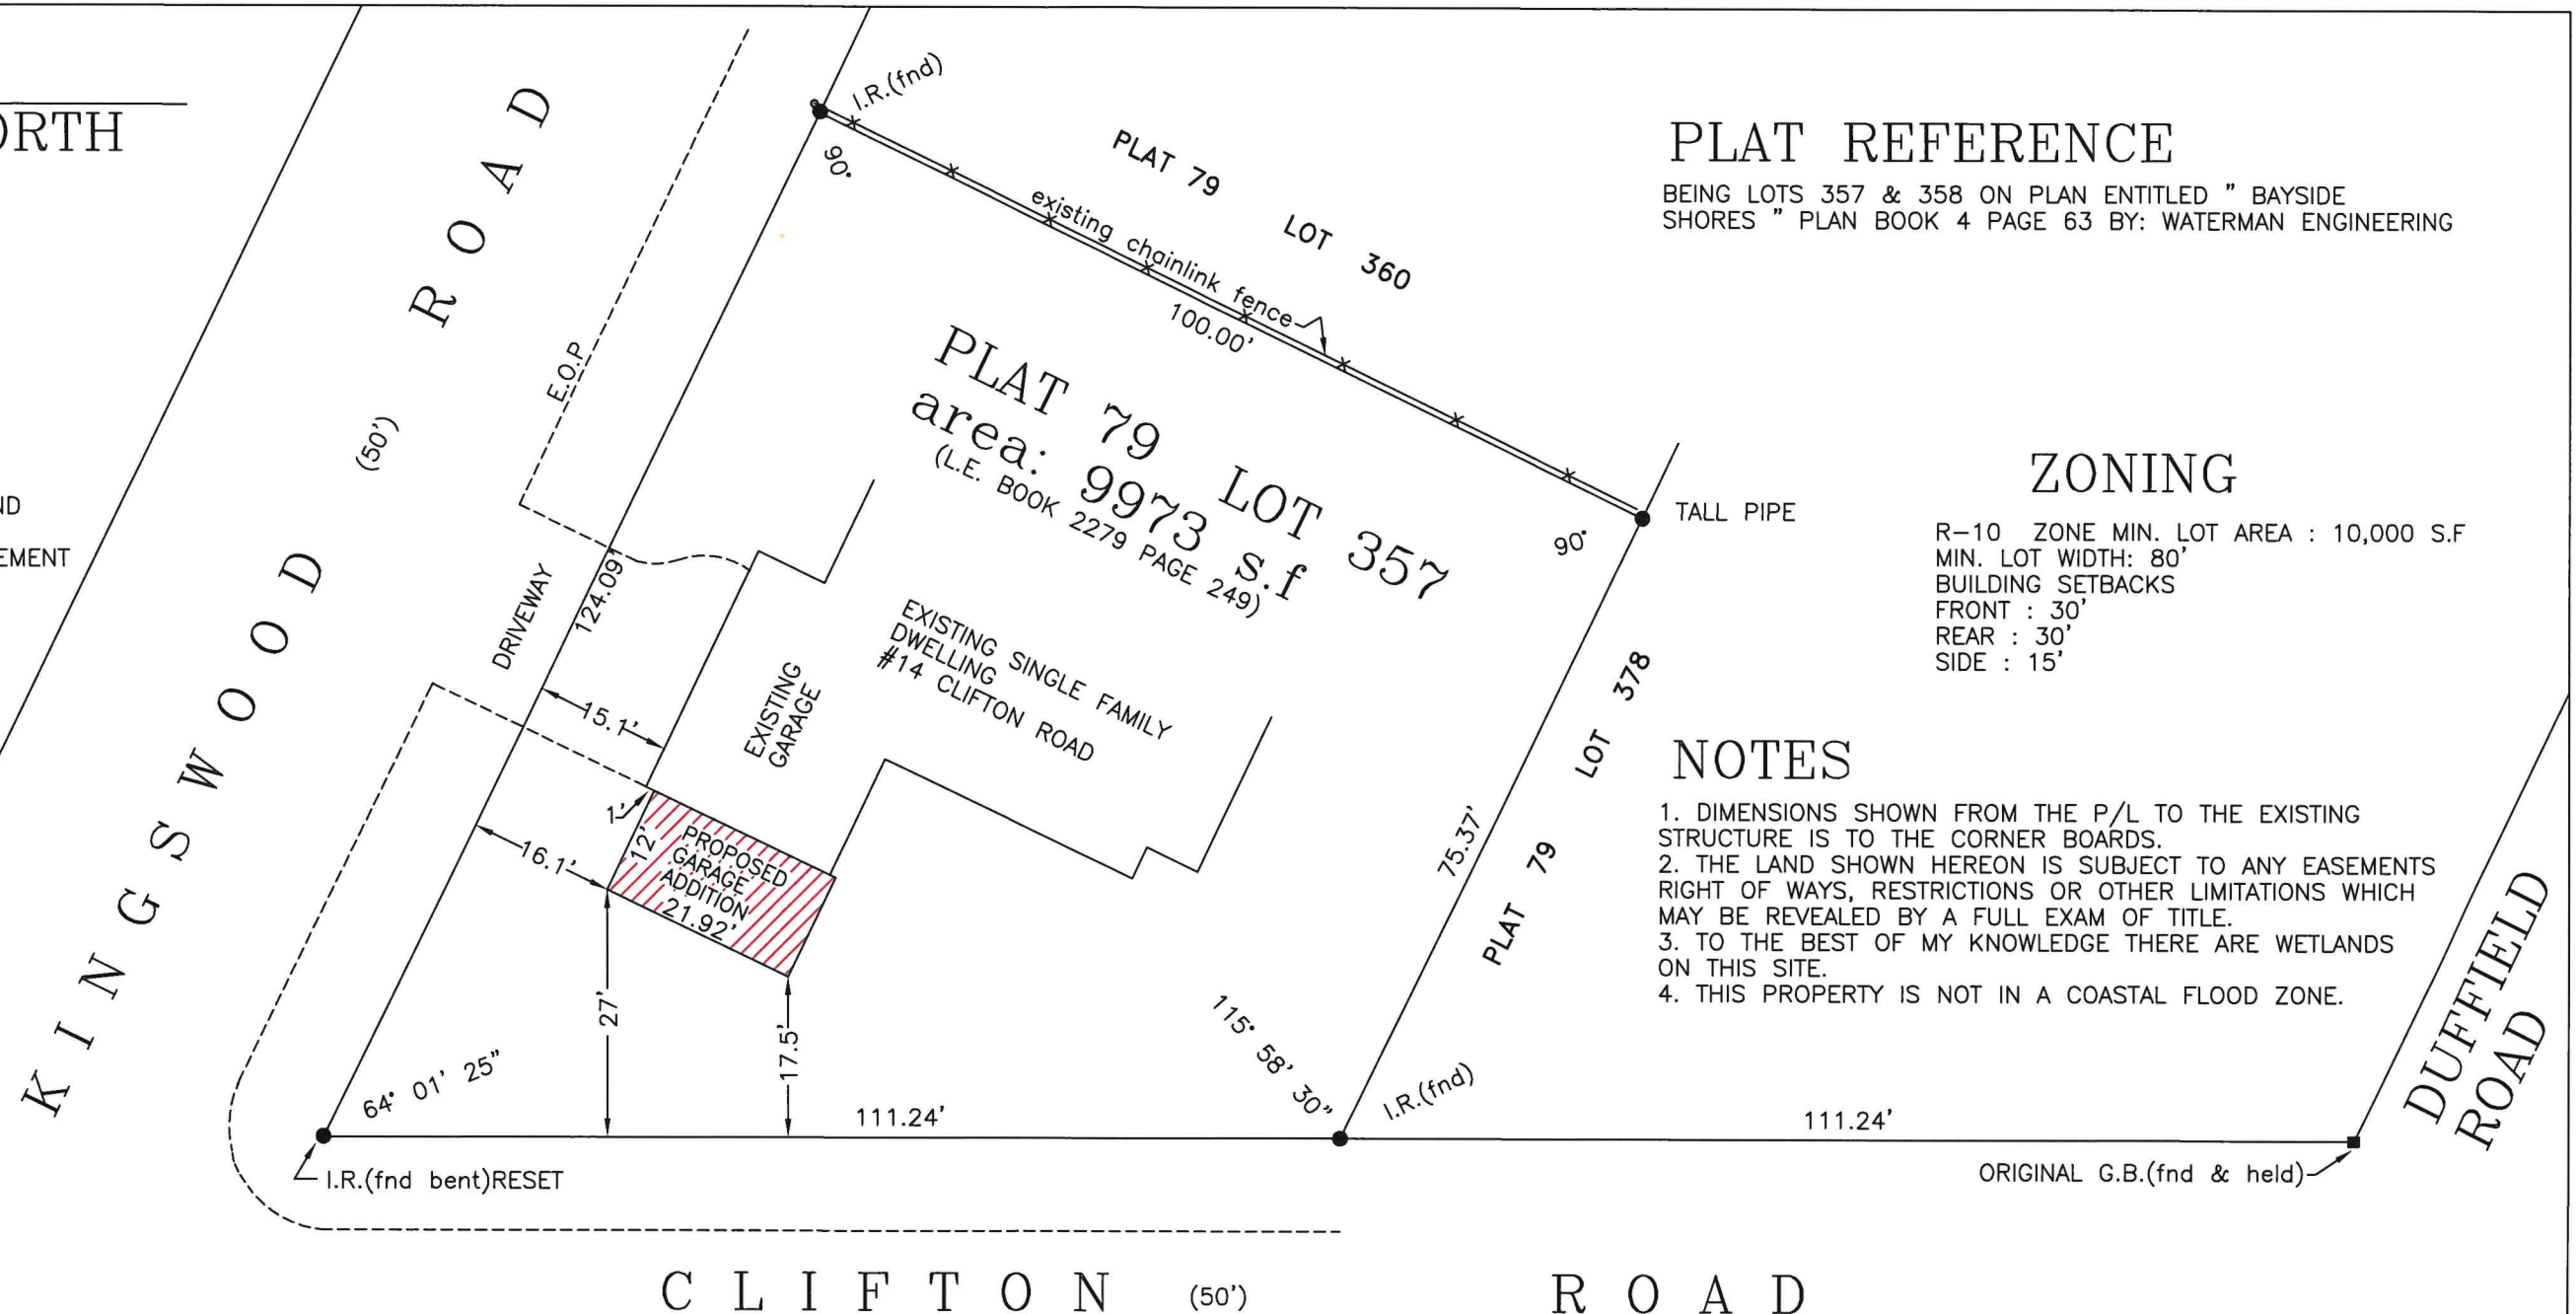 ORTH
ND
EMENT
KINGSWOOD ROAD
(50')
E.O.P
DRIVEWAY
124.09'
I.R.(fnd)
90°
PLAT 79 LOT 360
existing chainlink fence
100.00'
PLAT 79 LOT 357
area: 9973 s.f
(L.E. BOOK 2279 PAGE 249)
EXISTING SINGLE FAMILY
DWELLING
#14 CLIFTON ROAD
EXISTING
GARAGE
15.1'
1'
12'
16.1'
PROPOSED
GARAGE
ADDITION
21.92'
27'
17.5'
64° 01' 25"
111.24'
I.R.(fnd bent)RESET
115° 58' 30"
I.R.(fnd)
75.37'
PLAT 79 LOT 378
90°
TALL PIPE
111.24'
ORIGINAL G.B.(fnd & held)
DUFFIELD
ROAD
CLIFTON (50') ROAD
PLAT REFERENCE
BEING LOTS 357 & 358 ON PLAN ENTITLED " BAYSIDE
SHORES " PLAN BOOK 4 PAGE 63 BY: WATERMAN ENGINEERING
ZONING
R-10 ZONE MIN. LOT AREA : 10,000 S.F
MIN. LOT WIDTH: 80'
BUILDING SETBACKS
FRONT : 30'
REAR : 30'
SIDE : 15'
NOTES
1. DIMENSIONS SHOWN FROM THE P/L TO THE EXISTING
STRUCTURE IS TO THE CORNER BOARDS.
2. THE LAND SHOWN HEREON IS SUBJECT TO ANY EASEMENTS
RIGHT OF WAYS, RESTRICTIONS OR OTHER LIMITATIONS WHICH
MAY BE REVEALED BY A FULL EXAM OF TITLE.
3. TO THE BEST OF MY KNOWLEDGE THERE ARE WETLANDS
ON THIS SITE.
4. THIS PROPERTY IS NOT IN A COASTAL FLOOD ZONE.